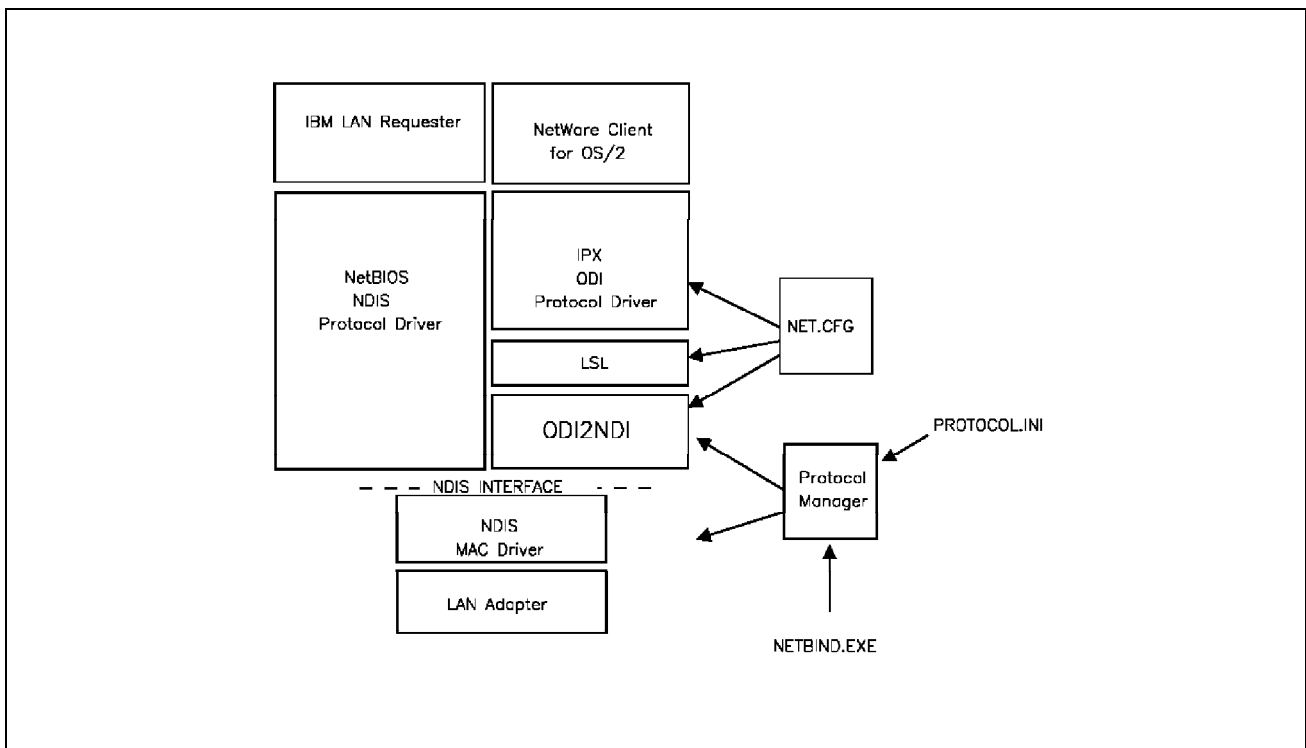 IBM LAN Requester
NetWare Client
for OS/2
NetBIOS
NDIS
Protocol Driver
IPX
ODI
Protocol Driver
NET.CFG
LSL
ODI2NDI
PROTOCOL.INI
Protocol
Manager
NDIS INTERFACE
NDIS
MAC Driver
LAN Adapter
NETBIND.EXE